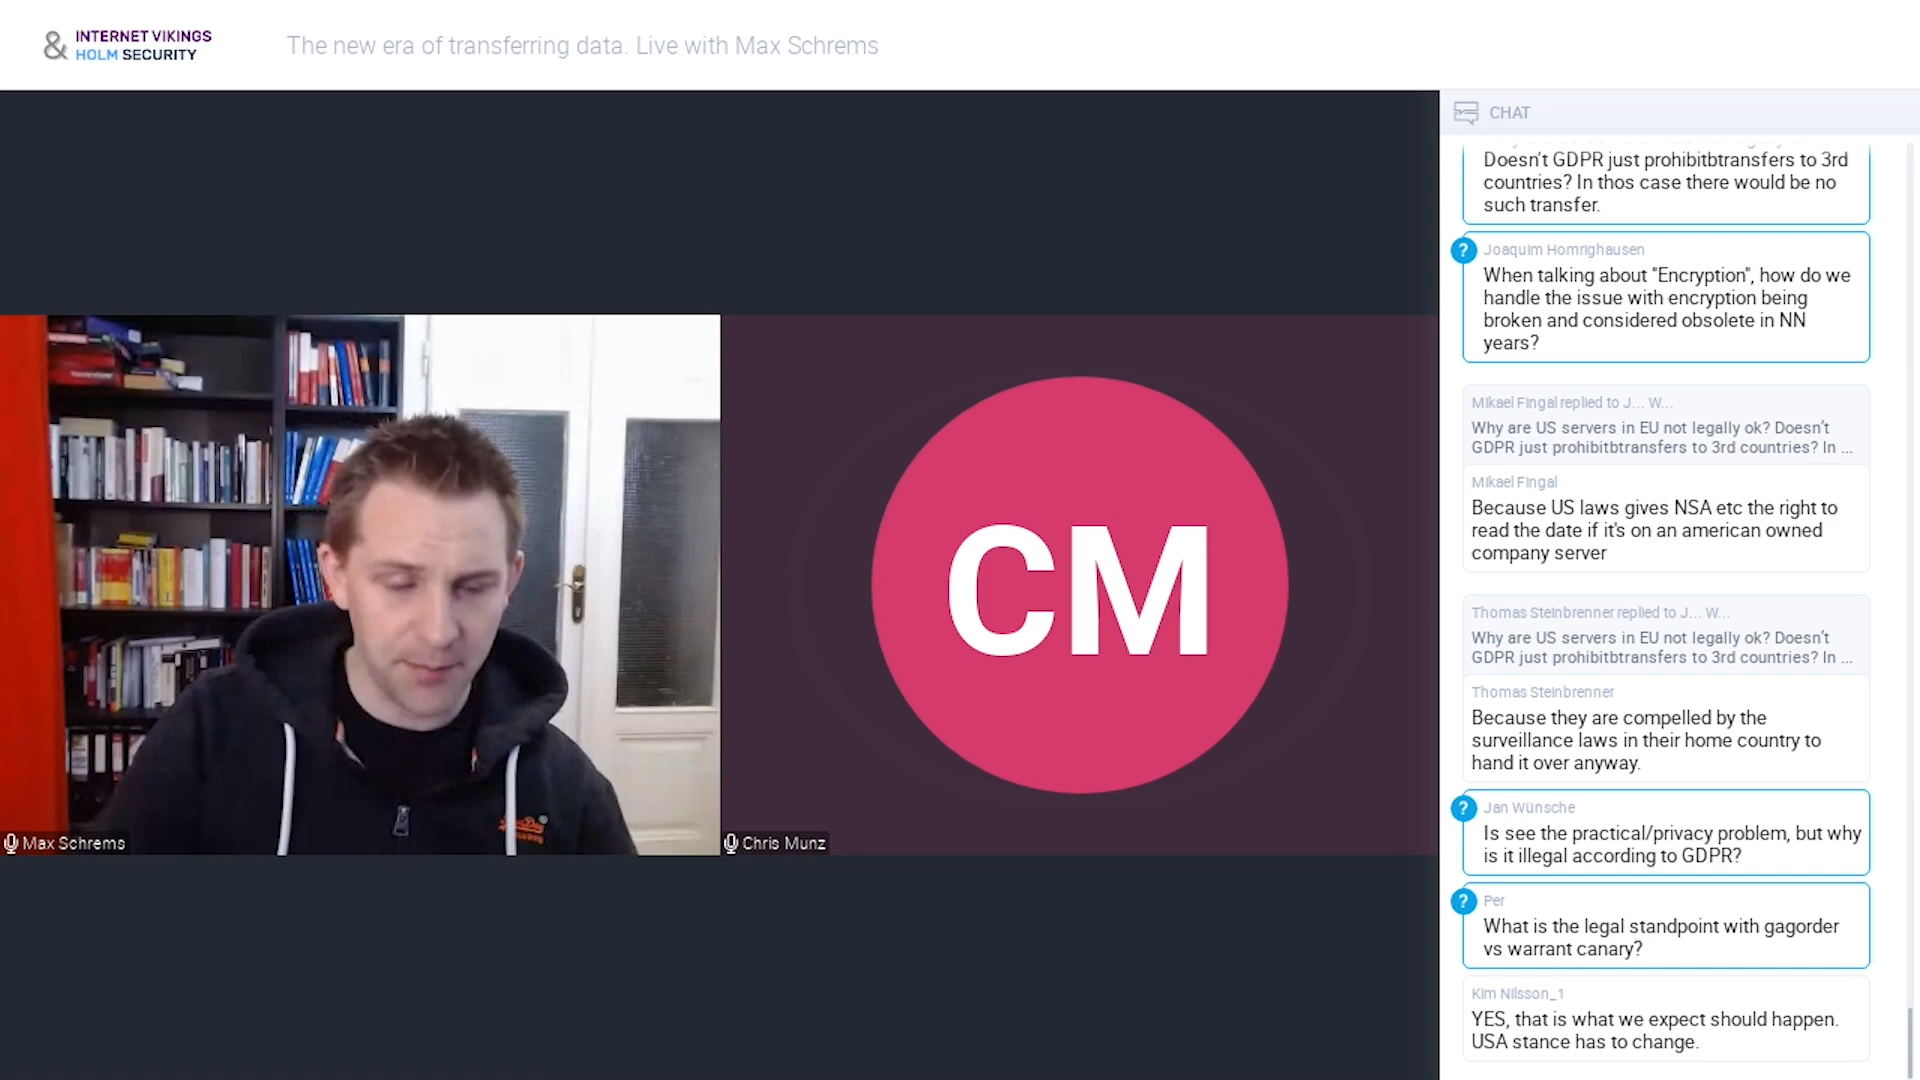 & INTERNET VIKINGS
HOLM SECURITY
The new era of transferring data. Live with Max Schrems
CM
Max Schrems
Chris Munz
CHAT
Doesn't GDPR just prohibitbtransfers to 3rd
countries? In thos case there would be no
such transfer.
? Joaquim Homrighausen
When talking about "Encryption", how do we
handle the issue with encryption being
broken and considered obsolete in NN
years?
Mikael Fingal replied to J... W...
Why are US servers in EU not legally ok? Doesn't
GDPR just prohibitbtransfers to 3rd countries? In ...
Mikael Fingal
Because US laws gives NSA etc the right to
read the date if it's on an american owned
company server
Thomas Steinbrenner replied to J... W...
Why are US servers in EU not legally ok? Doesn't
GDPR just prohibitbtransfers to 3rd countries? In ...
Thomas Steinbrenner
Because they are compelled by the
surveillance laws in their home country to
hand it over anyway.
? Jan Wünsche
Is see the practical/privacy problem, but why
is it illegal according to GDPR?
? Per
What is the legal standpoint with gagorder
vs warrant canary?
Kim Nilsson_1
YES, that is what we expect should happen.
USA stance has to change.